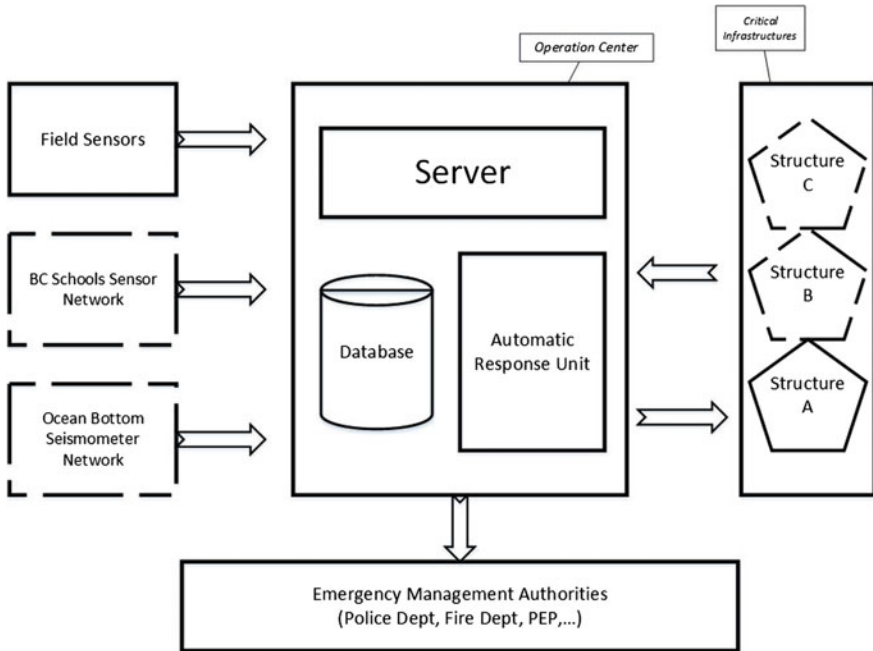 Operation Center
Critical
infrastructures
Field Sensors
BC Schools Sensor
Network
Ocean Bottom
Seismometer
Network
Server
Database
Automatic
Response Unit
Structure
C
Structure
B
Structure
A
Emergency Management Authorities
(Police Dept, Fire Dept, PEP,...)